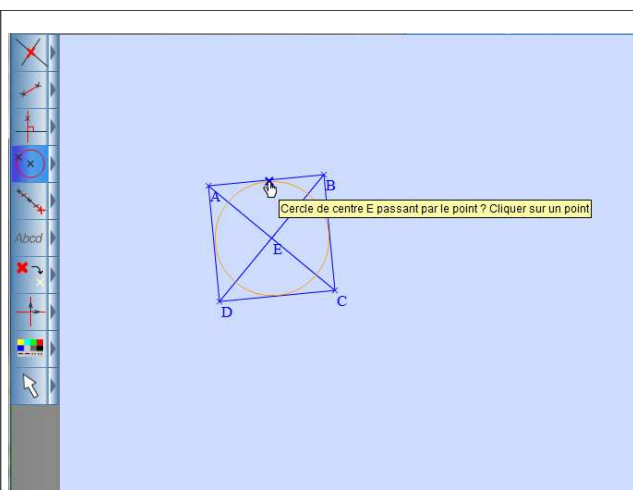 A
B
Cercle de centre E passant par le point ? Cliquer sur un point
Abcd
E
C
D